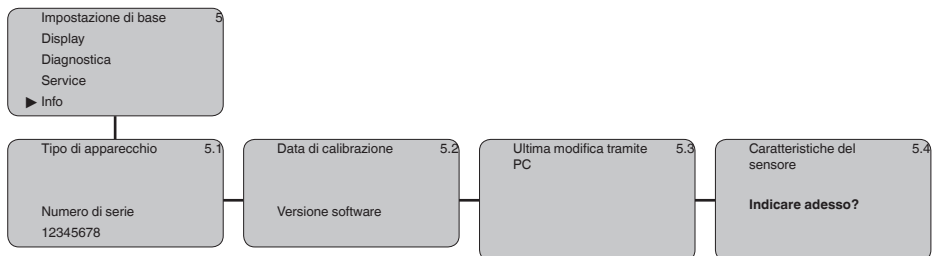 Impostazione di base 5
Display
Diagnostica
Service
▶ Info
Tipo di apparecchio 5.1
Numero di serie
12345678
Data di calibrazione 5.2
Versione software
Ultima modifica tramite 5.3
PC
Caratteristiche del 5.4
sensore
Indicare adesso?